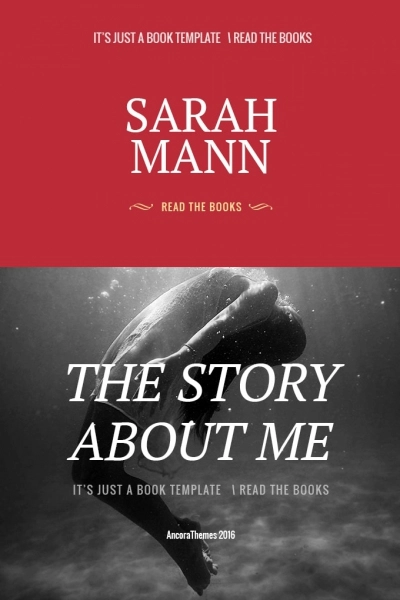 IT'S JUST A BOOK TEMPLATE \ READ THE BOOKS
SARAH
MANN
READ THE BOOKS
THE STORY
ABOUT ME
IT'S JUST A BOOK TEMPLATE \ READ THE BOOKS
AncoraThemes 2016